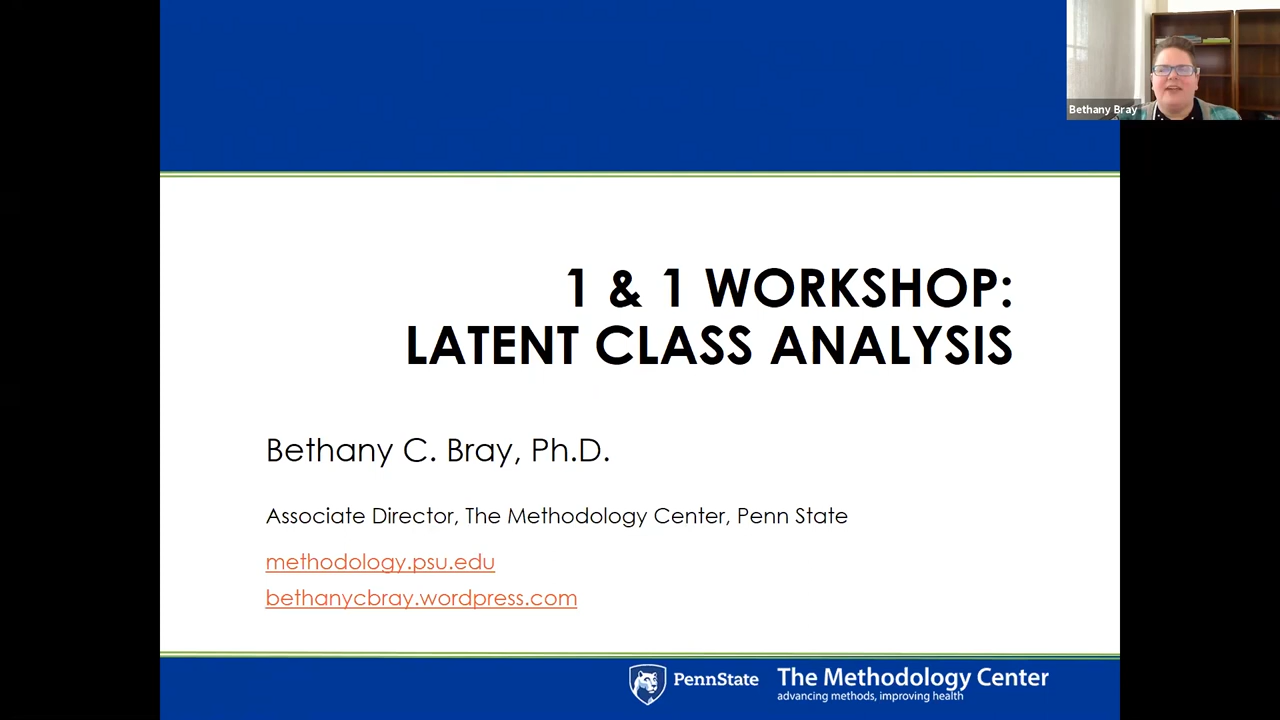 Bethany Bray
1 & 1 WORKSHOP:
LATENT CLASS ANALYSIS
Bethany C. Bray, Ph.D.
Associate Director, The Methodology Center, Penn State
methodology.psu.edu
bethanycbray.wordpress.com
PennState
The Methodology Center
advancing methods, improving health